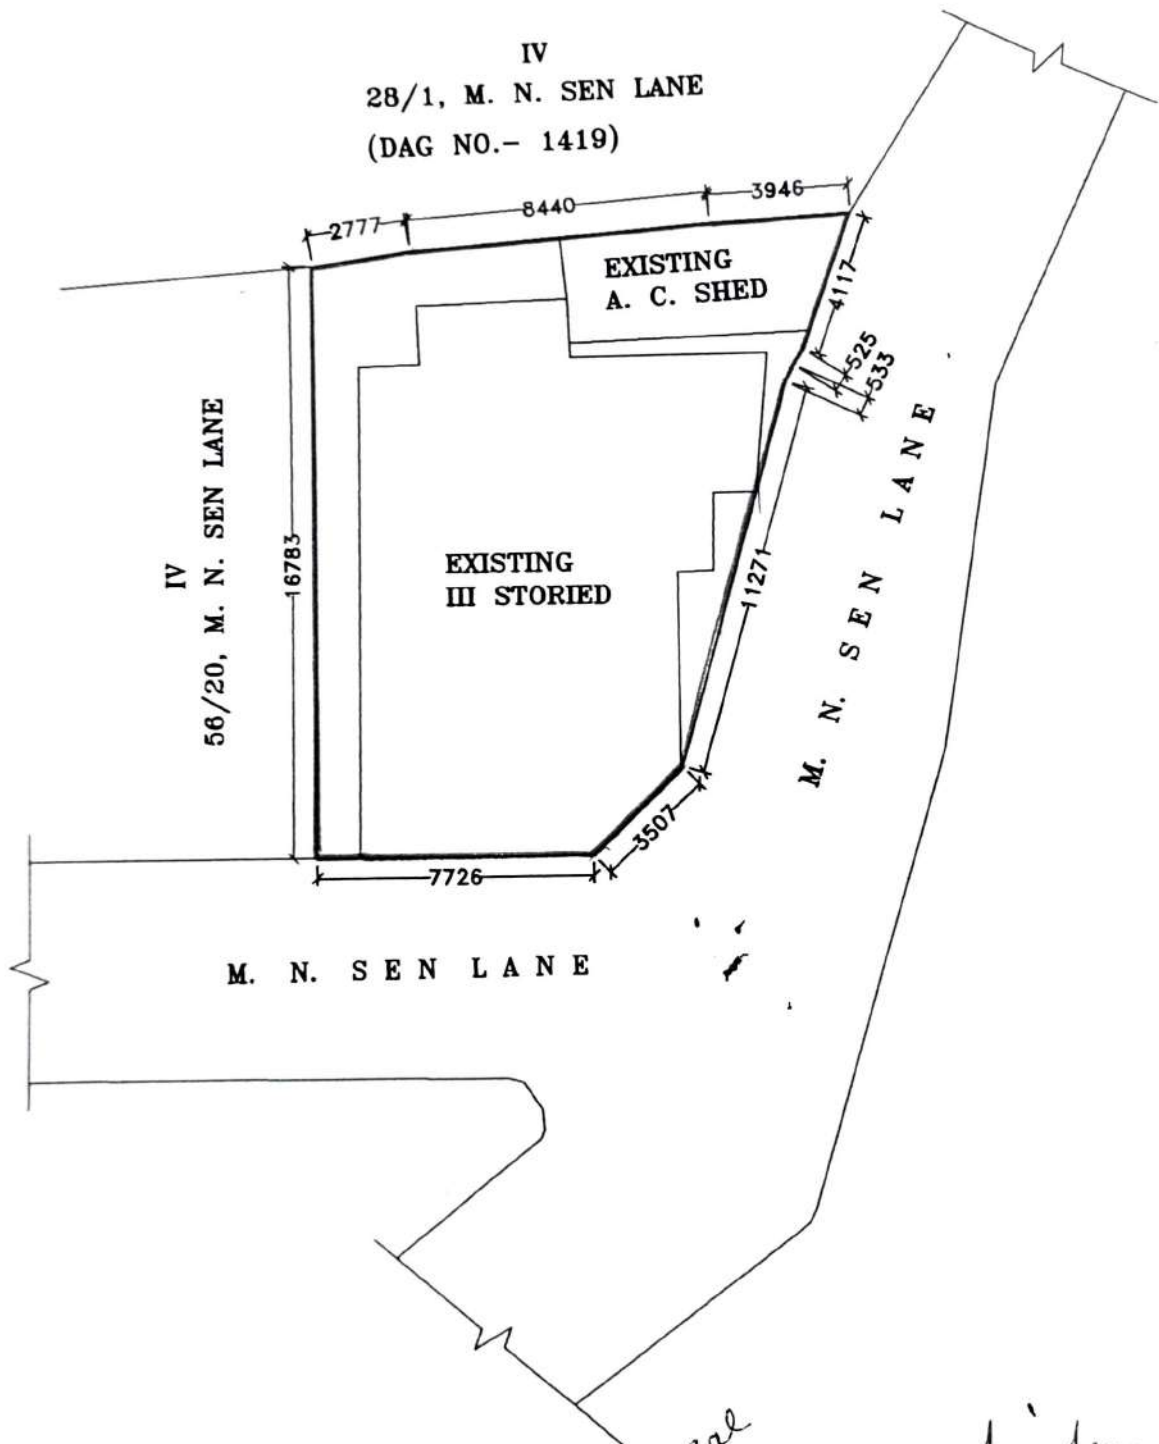 IV
28/1, M. N. SEN LANE
(DAG NO.- 1419)
2777
8440
3946
EXISTING
A. C. SHED
4117
525
533
IV
56/20, M. N. SEN LANE
16783
EXISTING
III STORIED
11271
M. N. SEN LANE
3507
7726
M. N. SEN LANE